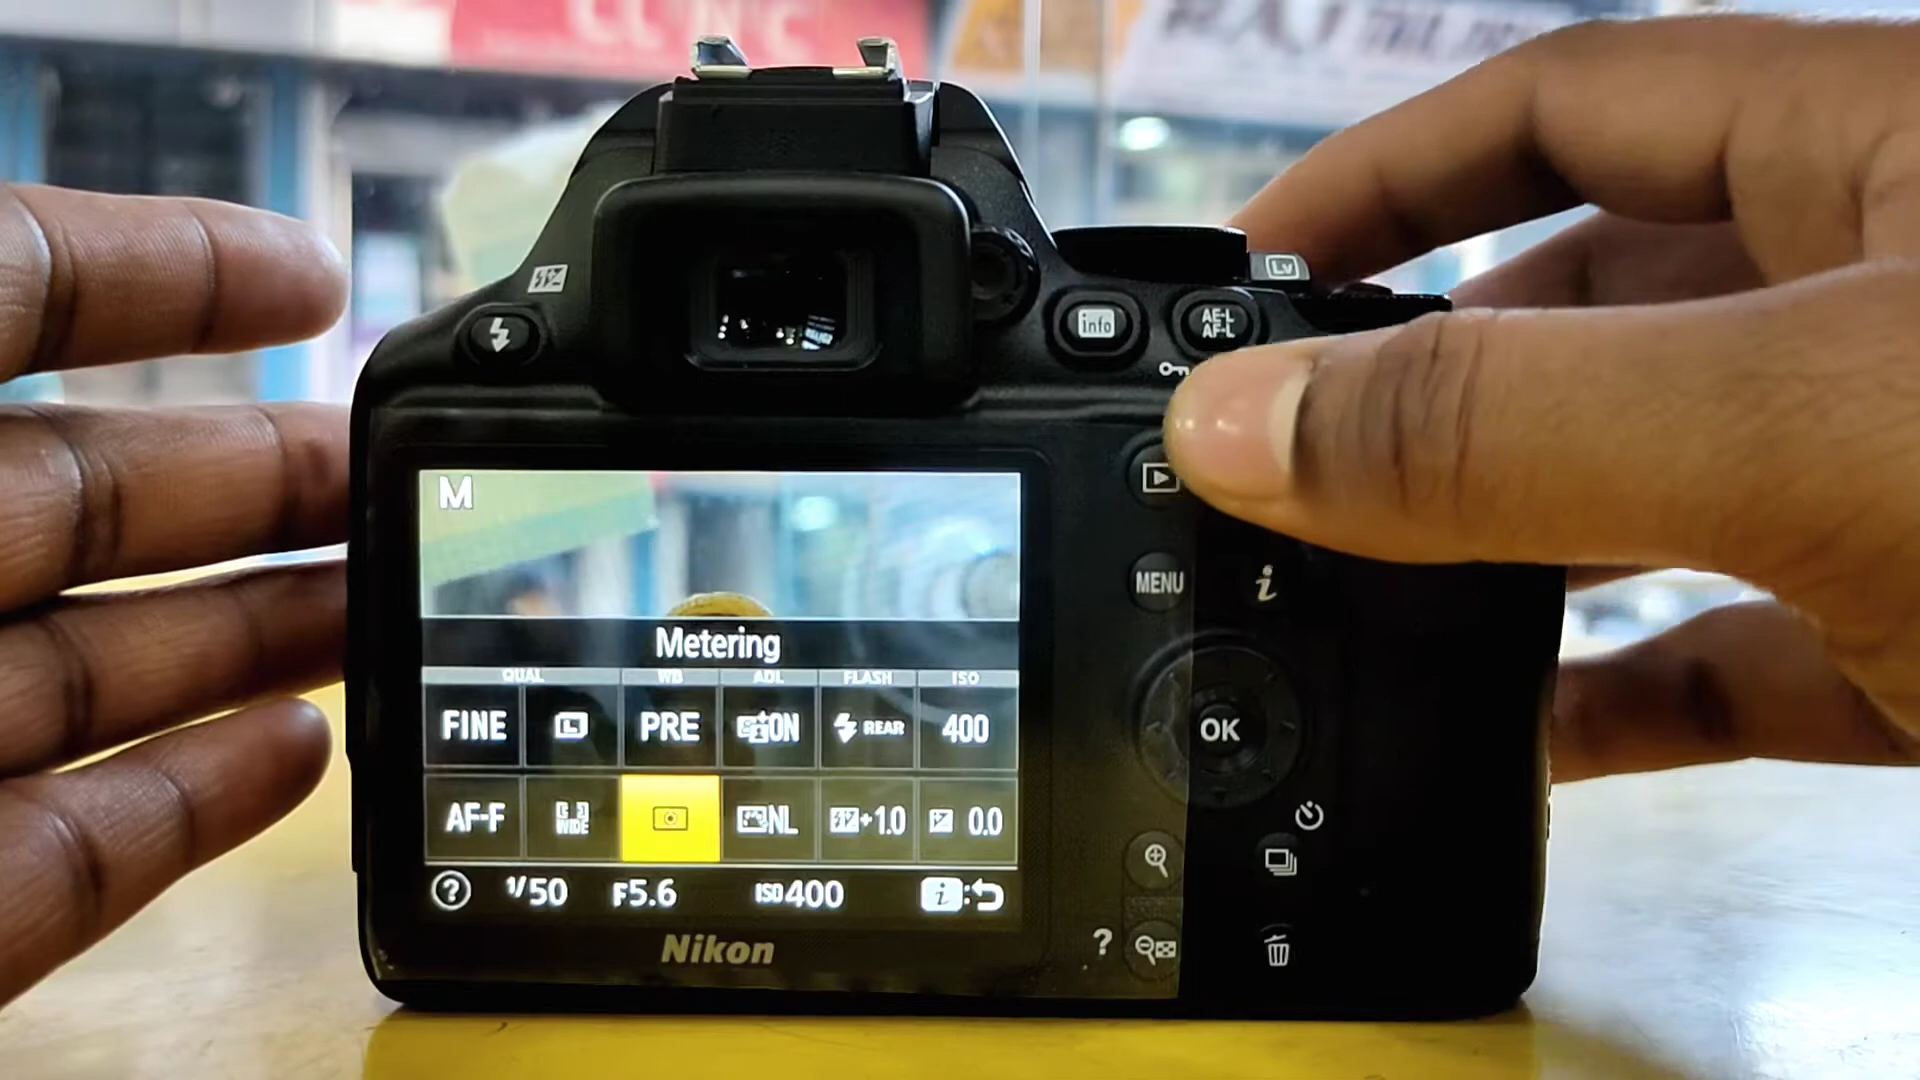 Lv
info
AE-L
AF-L
M
Metering
QUAL WB ADL FLASH ISO
FINE L PRE ON REAR 400
AF-F WIDE NL +1.0 0.0
? 1/50 F5.6 ISO400 i
MENU i
OK
?
Nikon